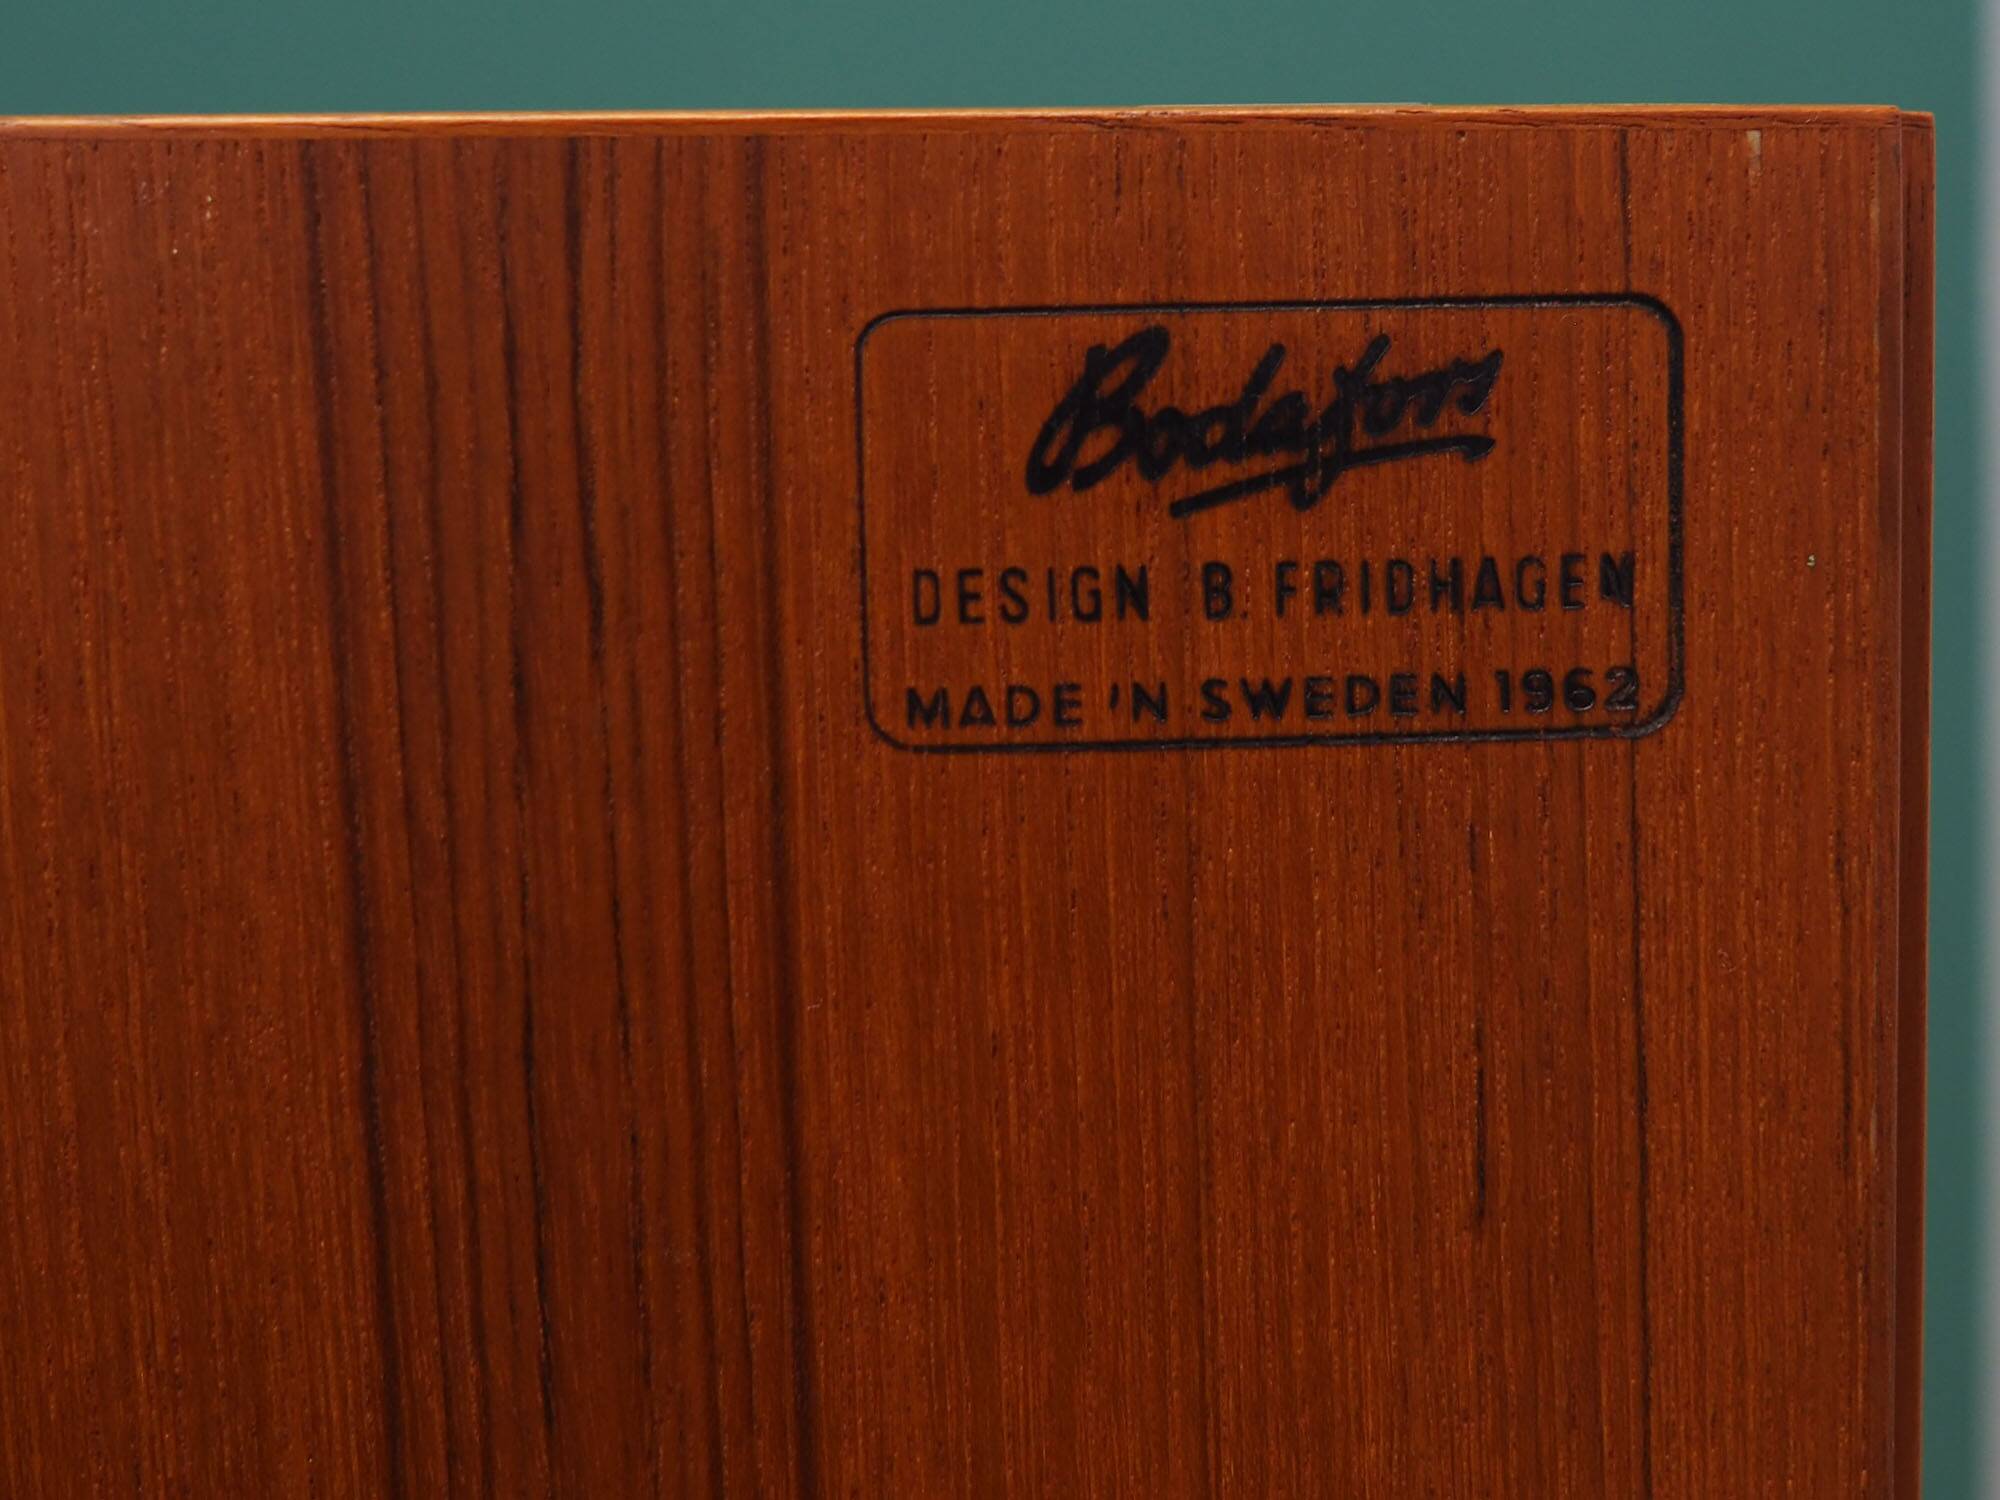 Bodafors
DESIGN B. FRIDHAGEN
MADE IN SWEDEN 1962